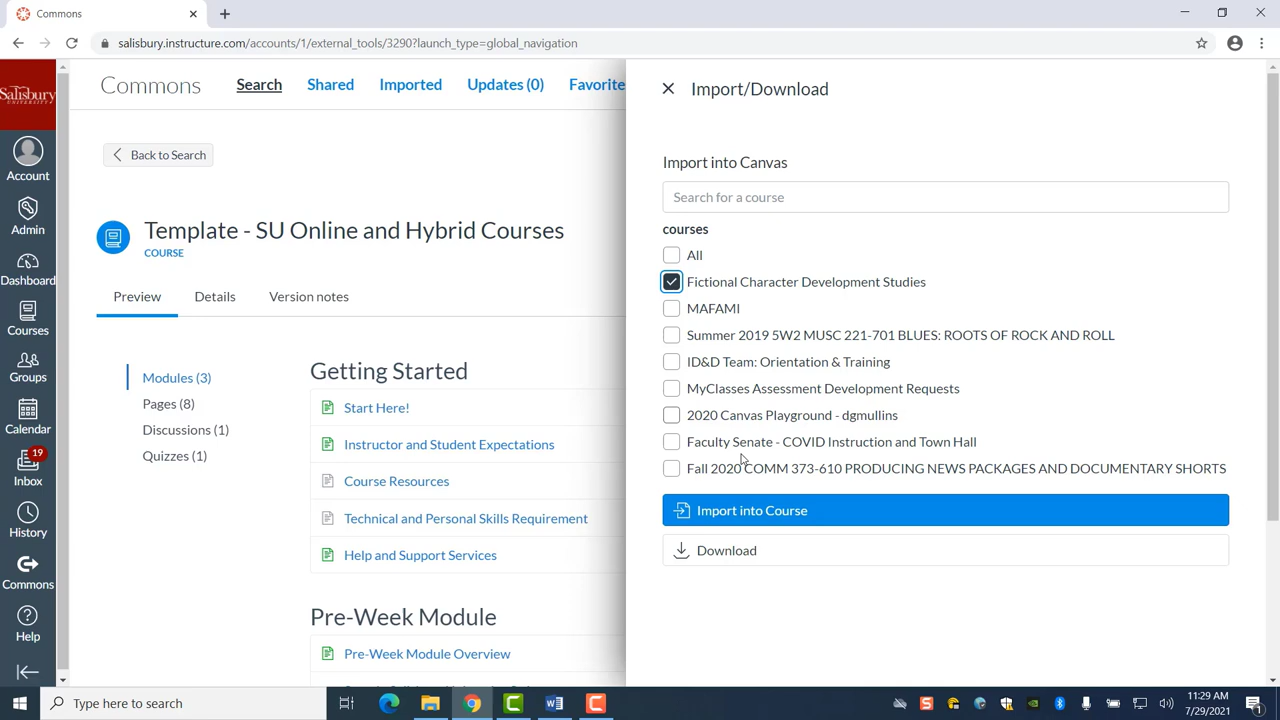 Commons
salisbury.instructure.com/accounts/1/external_tools/3290?launch_type=global_navigation
Salisbury
UNIVERSITY
Account
Admin
Dashboard
Courses
Groups
Calendar
19
Inbox
History
Commons
Help
Commons
Search
Shared
Imported
Updates (0)
Favorite
Back to Search
Template - SU Online and Hybrid Courses
COURSE
Preview
Details
Version notes
Modules (3)
Pages (8)
Discussions (1)
Quizzes (1)
Getting Started
Start Here!
Instructor and Student Expectations
Course Resources
Technical and Personal Skills Requirement
Help and Support Services
Pre-Week Module
Pre-Week Module Overview
Import/Download
Import into Canvas
Search for a course
courses
All
Fictional Character Development Studies
MAFAMI
Summer 2019 5W2 MUSC 221-701 BLUES: ROOTS OF ROCK AND ROLL
ID&D Team: Orientation & Training
MyClasses Assessment Development Requests
2020 Canvas Playground - dgmullins
Faculty Senate - COVID Instruction and Town Hall
Fall 2020 COMM 373-610 PRODUCING NEWS PACKAGES AND DOCUMENTARY SHORTS
Import into Course
Download
Type here to search
11:29 AM
7/29/2021
1